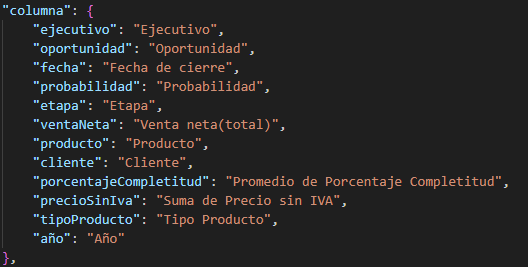 "columna": {
"ejecutivo": "Ejecutivo",
"oportunidad": "Oportunidad",
"fecha": "Fecha de cierre",
"probabilidad": "Probabilidad",
"etapa": "Etapa",
"ventaNeta": "Venta neta(total)",
"producto": "Producto",
"cliente": "Cliente",
"porcentajeCompletitud": "Promedio de Porcentaje Completitud",
"precioSinIva": "Suma de Precio sin IVA",
"tipoProducto": "Tipo Producto",
"año": "Año"
},